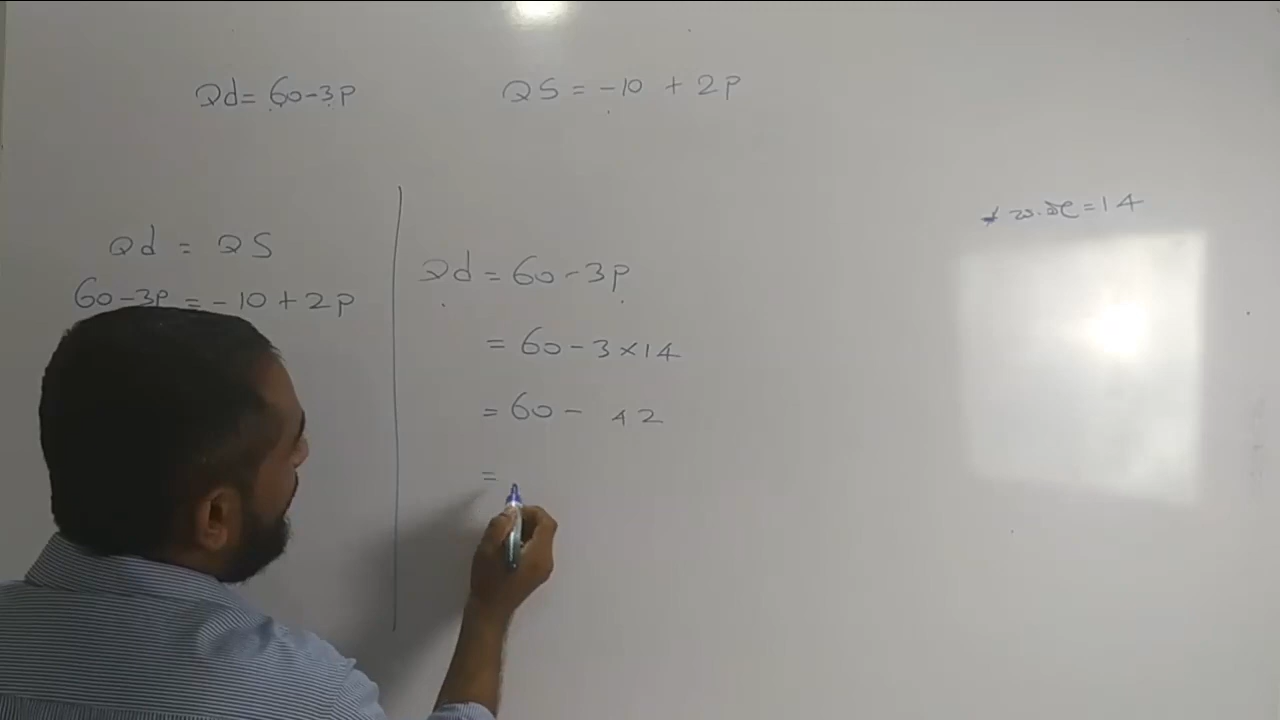 Qd = 60-3P
QS = -10 + 2P
Qd = QS
60-3P = -10 + 2P
Qd = 60-3P
= 60-3×14
= 60- 42
=
=14